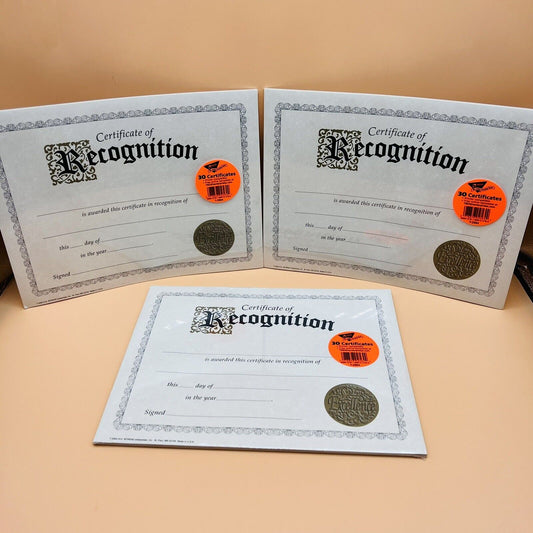 Certificate of
Recognition
30 Certificates
is awarded this certificate in recognition of
this day of
in the year
Signed
Certificate of
Recognition
30 Certificates
is awarded this certificate in recognition of
this day of
in the year
Signed
Certificate of
Recognition
30 Certificates
is awarded this certificate in recognition of
this day of
in the year
Signed
Excellence